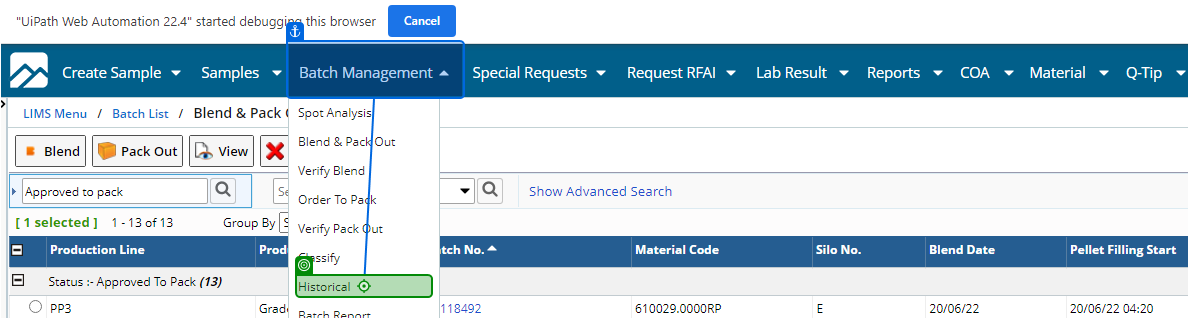 "UiPath Web Automation 22.4" started debugging this browser Cancel
Create Sample Samples Batch Management Special Requests Request RFAI Lab Result Reports COA Material Q-Tip
LIMS Menu / Batch List / Blend & Pack
Spot Analysis
Blend & Pack Out
Blend Pack Out View
Verify Blend
Approved to pack
Order To Pack
Show Advanced Search
[ 1 selected ] 1 - 13 of 13 Group By
Verify Pack Out
Production Line Material Code Silo No. Blend Date Pellet Filling Start
Classify
Status :- Approved To Pack (13)
Historical
PP3 118492 610029.0000RP E 20/06/22 20/06/22 04:20
Batch Report